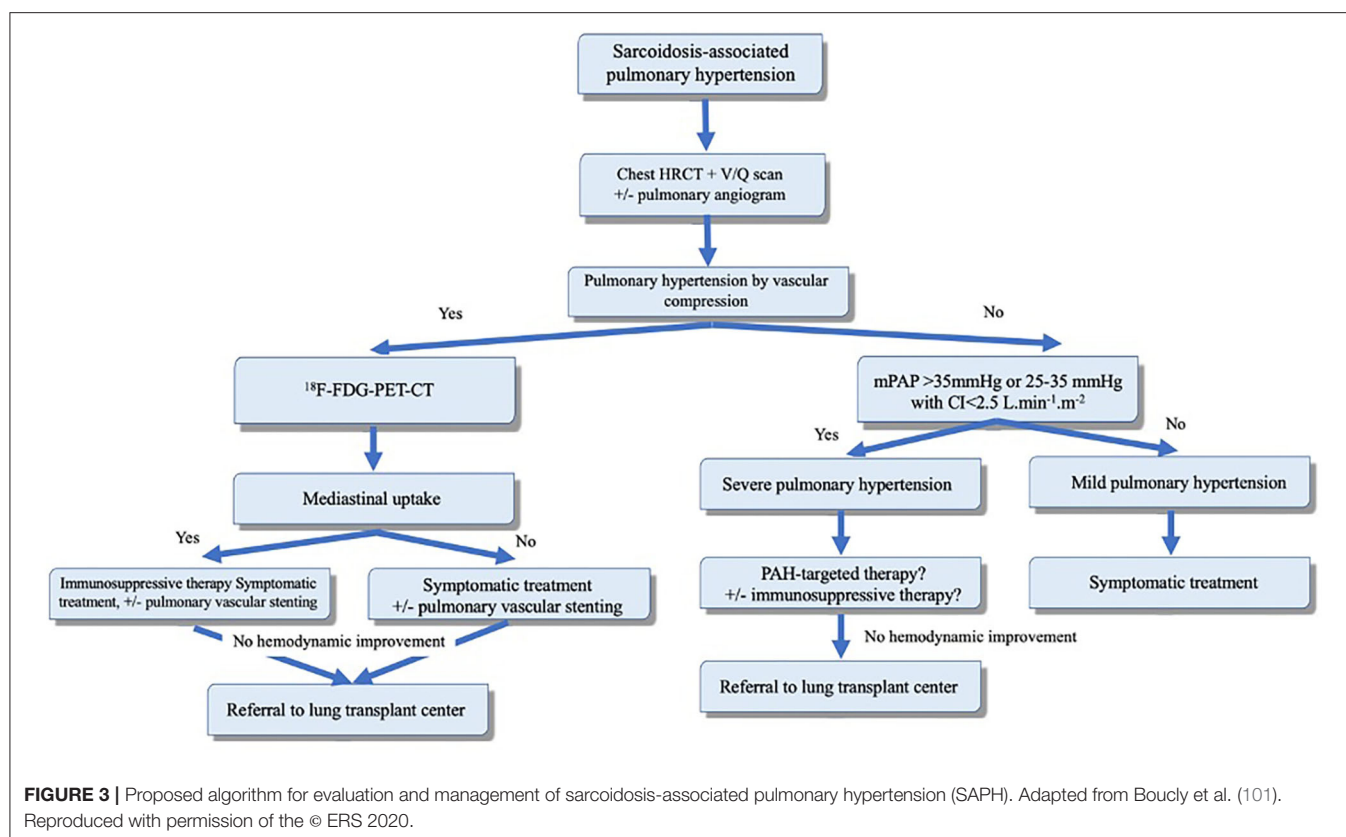 Sarcoidosis-associated
pulmonary hypertension
Chest HRCT + V/Q scan
+/- pulmonary angiogram
Pulmonary hypertension by vascular
compression
Yes
No
¹⁸F-FDG-PET-CT
mPAP >35mmHg or 25-35 mmHg
with CI<2.5 L.min⁻¹.m⁻²
Yes
No
Mediastinal uptake
Severe pulmonary hypertension
Mild pulmonary hypertension
Yes
No
Immunosuppressive therapy Symptomatic
treatment, +/- pulmonary vascular stenting
Symptomatic treatment
+/- pulmonary vascular stenting
PAH-targeted therapy?
+/- immunosuppressive therapy?
Symptomatic treatment
No hemodynamic improvement
No hemodynamic improvement
Referral to lung transplant center
Referral to lung transplant center
FIGURE 3 | Proposed algorithm for evaluation and management of sarcoidosis-associated pulmonary hypertension (SAPH). Adapted from Boucly et al. (101).
Reproduced with permission of the © ERS 2020.